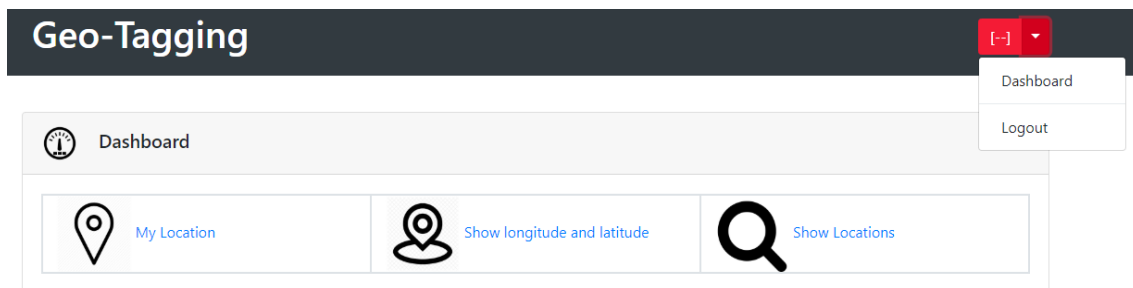 Geo-Tagging
[--]
Dashboard
Logout
Dashboard
My Location
Show longitude and latitude
Show Locations